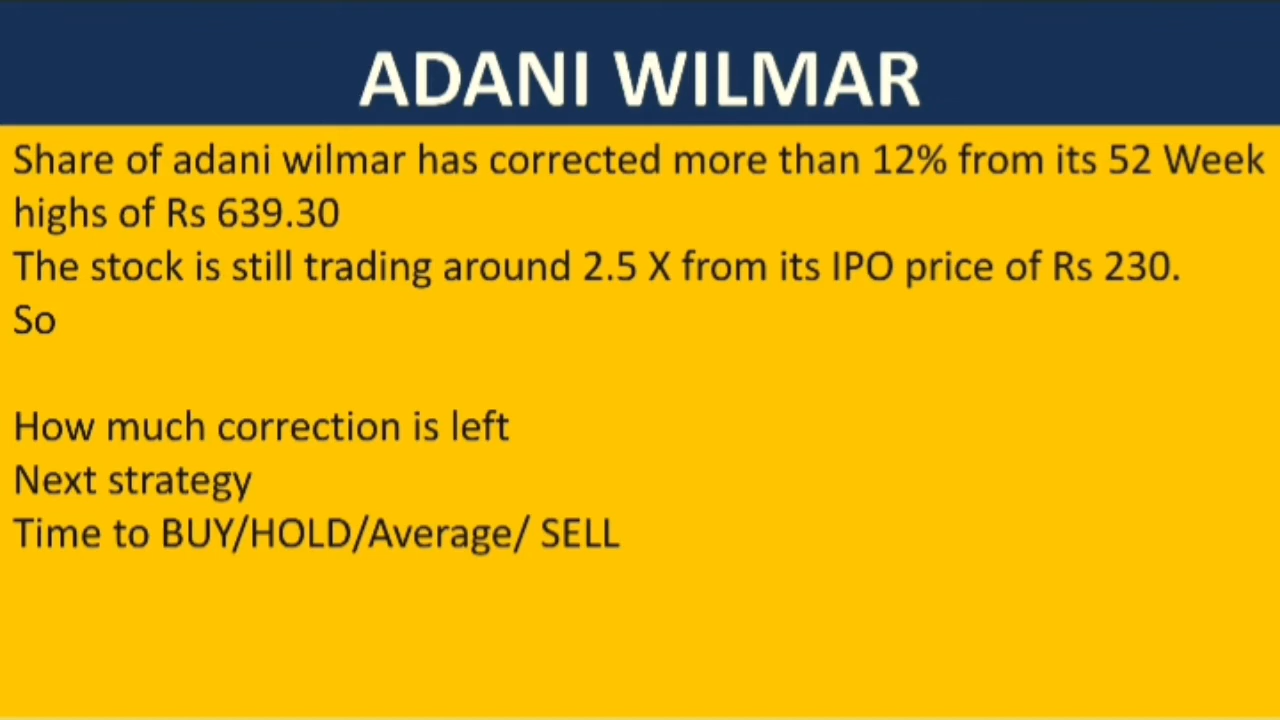 ADANI WILMAR
Share of adani wilmar has corrected more than 12% from its 52 Week
highs of Rs 639.30
The stock is still trading around 2.5 X from its IPO price of Rs 230.
So
How much correction is left
Next strategy
Time to BUY/HOLD/Average/ SELL